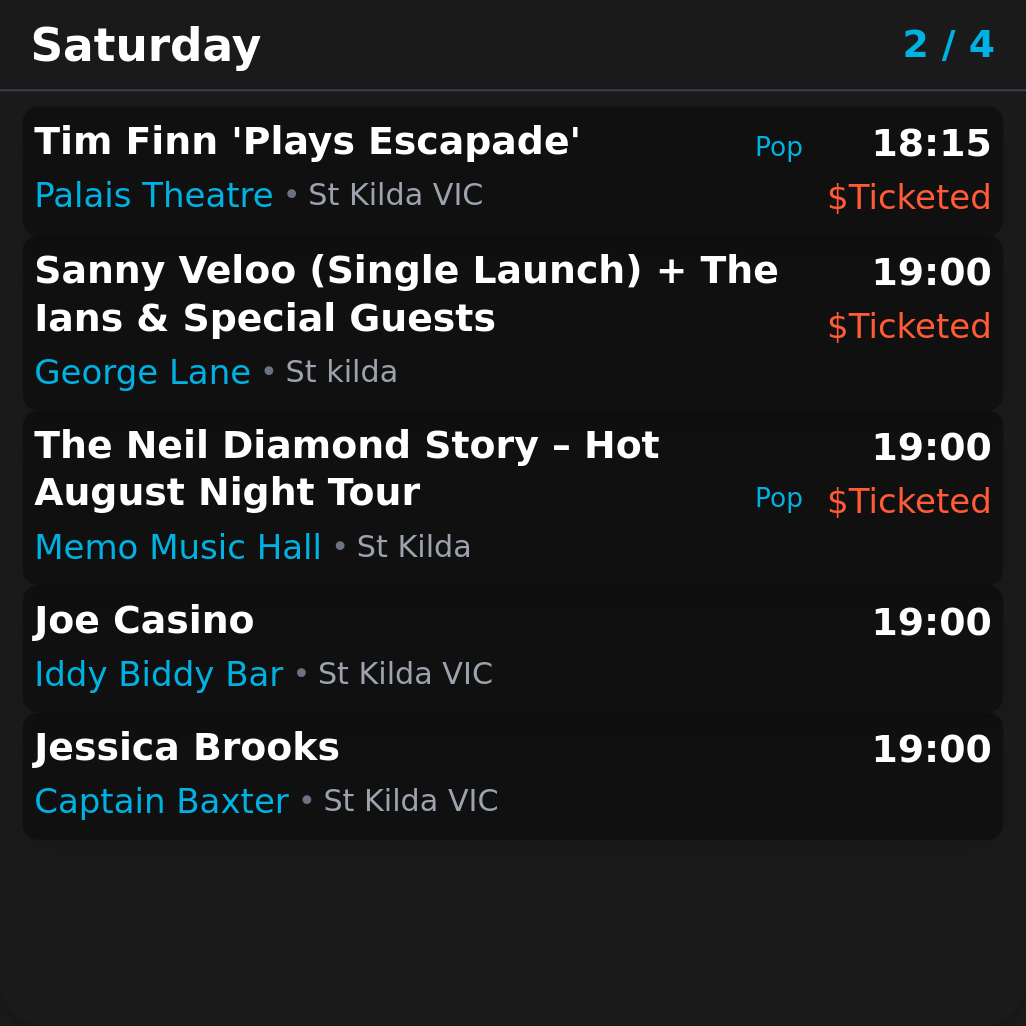 Saturday 2 / 4
Tim Finn 'Plays Escapade' Pop 18:15
Palais Theatre • St Kilda VIC $Ticketed
Sanny Veloo (Single Launch) + The 19:00
Ians & Special Guests $Ticketed
George Lane • St kilda
The Neil Diamond Story – Hot 19:00
August Night Tour Pop $Ticketed
Memo Music Hall • St Kilda
Joe Casino 19:00
Iddy Biddy Bar • St Kilda VIC
Jessica Brooks 19:00
Captain Baxter • St Kilda VIC